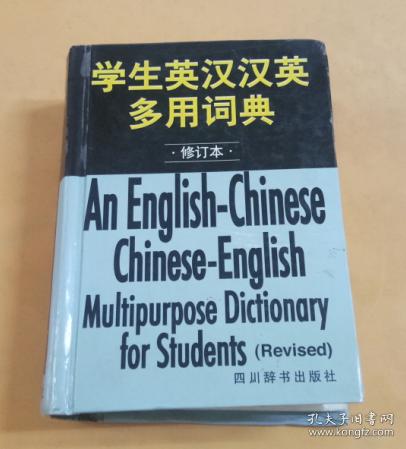 学生英汉汉英
多用词典
·修订本·
An English-Chinese
Chinese-English
Multipurpose Dictionary
for Students (Revised)
四川辞书出版社
孔夫子旧书网
www.kongfz.com